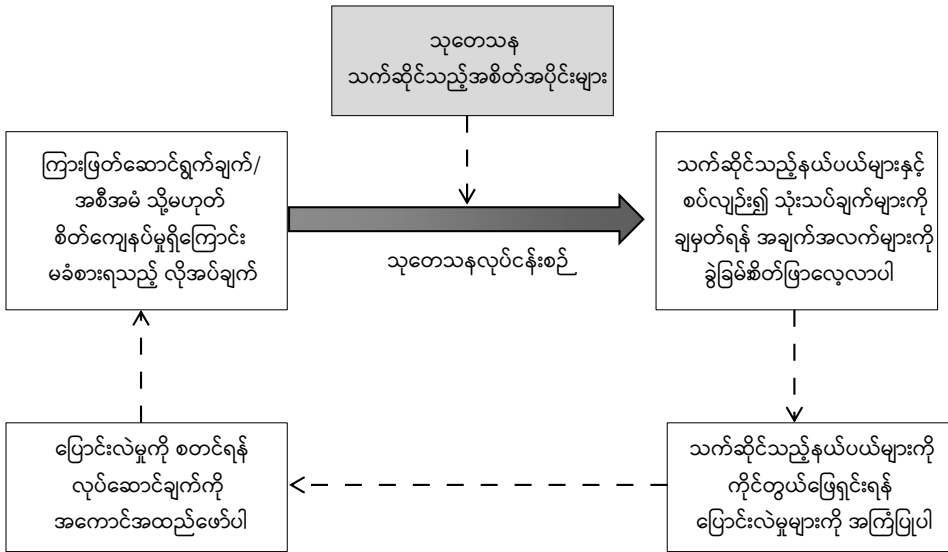 သုတေသန
သက်ဆိုင်သည့်အစိတ်အပိုင်းများ
ကြားဖြတ်ဆောင်ရွက်ချက်/
အစီအမံ သို့မဟုတ်
စိတ်ကျေနပ်မှုရှိကြောင်း
မခံစားရသည့် လိုအပ်ချက်
သုတေသနလုပ်ငန်းစဉ်
သက်ဆိုင်သည့်နယ်ပယ်များနှင့်
စပ်လျဉ်း၍ သုံးသပ်ချက်များကို
ချမှတ်ရန် အချက်အလက်များကို
ခွဲခြမ်းစိတ်ဖြာလေ့လာပါ
ပြောင်းလဲမှုကို စတင်ရန်
လုပ်ဆောင်ချက်ကို
အကောင်အထည်ဖော်ပါ
သက်ဆိုင်သည့်နယ်ပယ်များကို
ကိုင်တွယ်ဖြေရှင်းရန်
ပြောင်းလဲမှုများကို အကြံပြုပါ